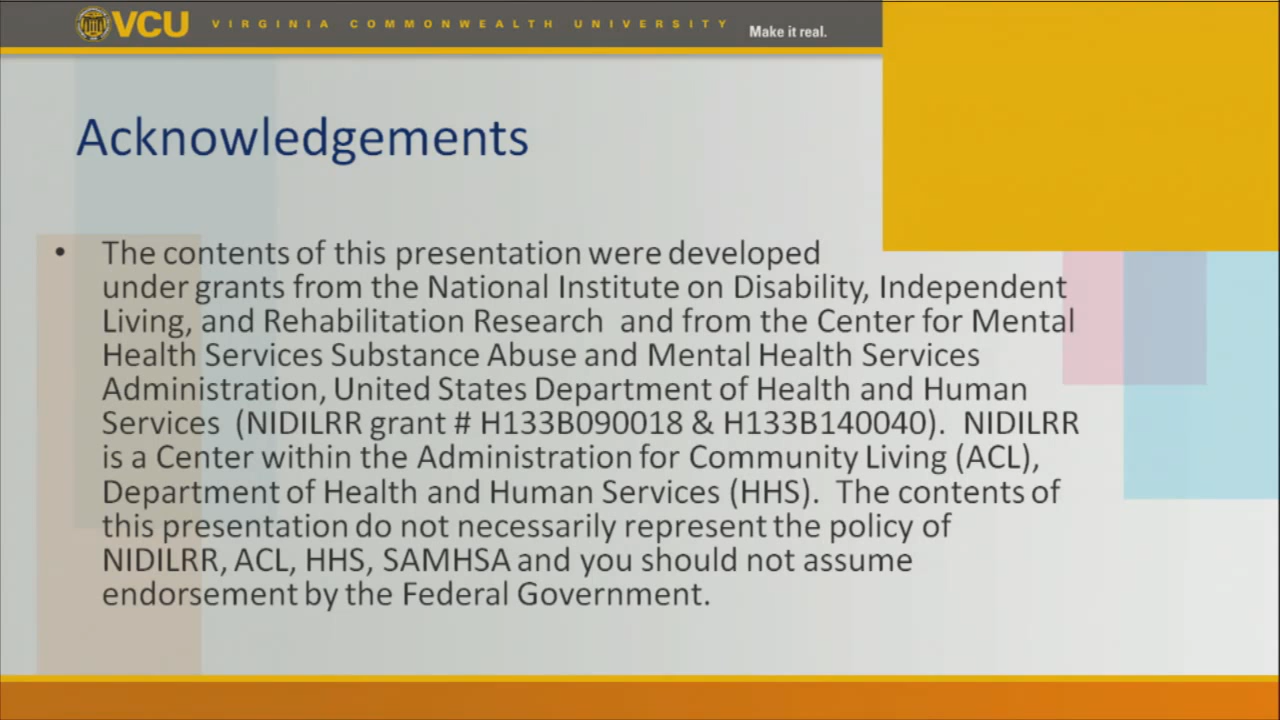 VCU VIRGINIA COMMONWEALTH UNIVERSITY Make it real.
Acknowledgements
• The contents of this presentation were developed
under grants from the National Institute on Disability, Independent
Living, and Rehabilitation Research and from the Center for Mental
Health Services Substance Abuse and Mental Health Services
Administration, United States Department of Health and Human
Services (NIDILRR grant # H133B090018 & H133B140040). NIDILRR
is a Center within the Administration for Community Living (ACL),
Department of Health and Human Services (HHS). The contents of
this presentation do not necessarily represent the policy of
NIDILRR, ACL, HHS, SAMHSA and you should not assume
endorsement by the Federal Government.